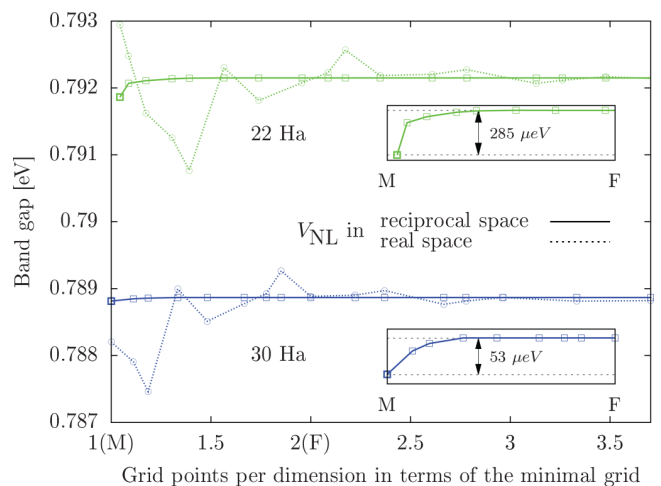 0.793
0.792
0.791
0.79
0.789
0.788
0.787
Band gap [eV]
22 Ha
285 μeV
M F
V_NL in reciprocal space
real space
30 Ha
53 μeV
M F
1(M) 1.5 2(F) 2.5 3 3.5
Grid points per dimension in terms of the minimal grid